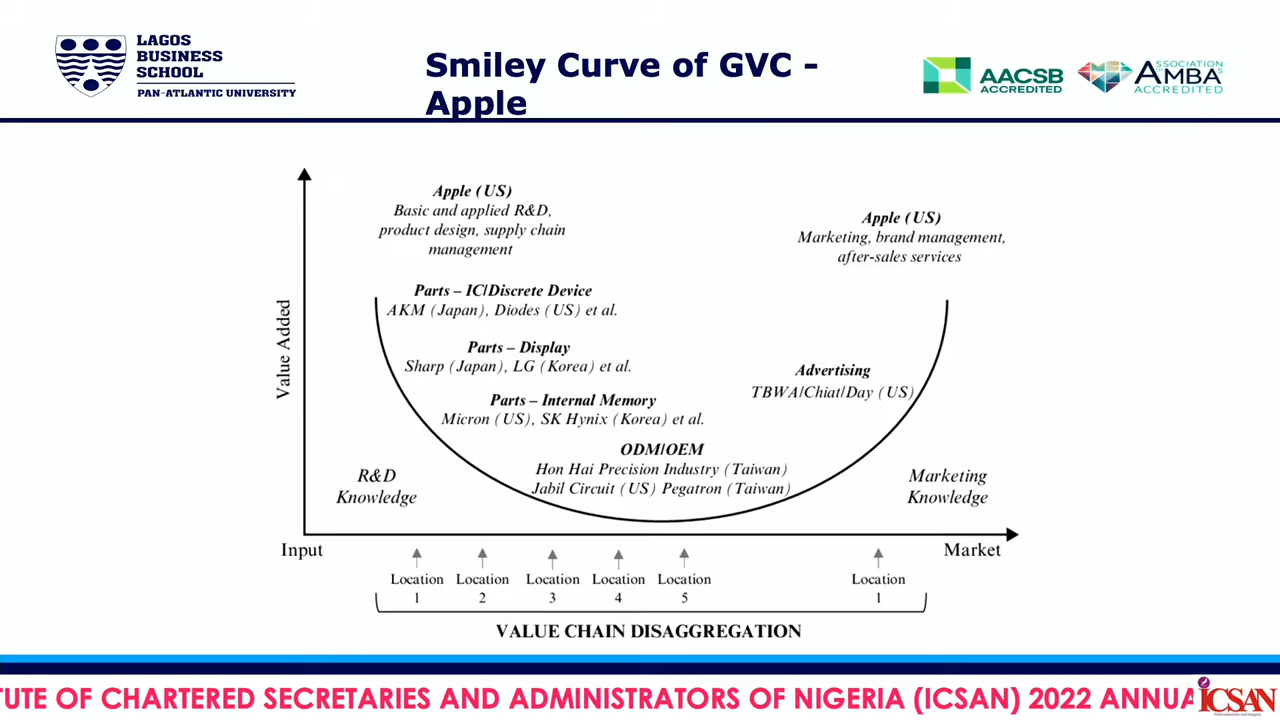 LAGOS
BUSINESS
SCHOOL
PAN-ATLANTIC UNIVERSITY
Smiley Curve of GVC -
Apple
AACSB
ACCREDITED
ASSOCIATION
AMBAs
ACCREDITED
Apple (US)
Basic and applied R&D,
product design, supply chain
management
Apple (US)
Marketing, brand management,
after-sales services
Parts – IC/Discrete Device
AKM (Japan), Diodes (US) et al.
Parts – Display
Sharp (Japan), LG (Korea) et al.
Advertising
TBWA/Chiat/Day (US)
Parts – Internal Memory
Micron (US), SK Hynix (Korea) et al.
ODM/OEM
Hon Hai Precision Industry (Taiwan)
Jabil Circuit (US) Pegatron (Taiwan)
Value Added
R&D
Knowledge
Marketing
Knowledge
Input
Market
Location
1
Location
2
Location
3
Location
4
Location
5
Location
1
VALUE CHAIN DISAGGREGATION
TUTE OF CHARTERED SECRETARIES AND ADMINISTRATORS OF NIGERIA (ICSAN) 2022 ANNUA
ICSAN